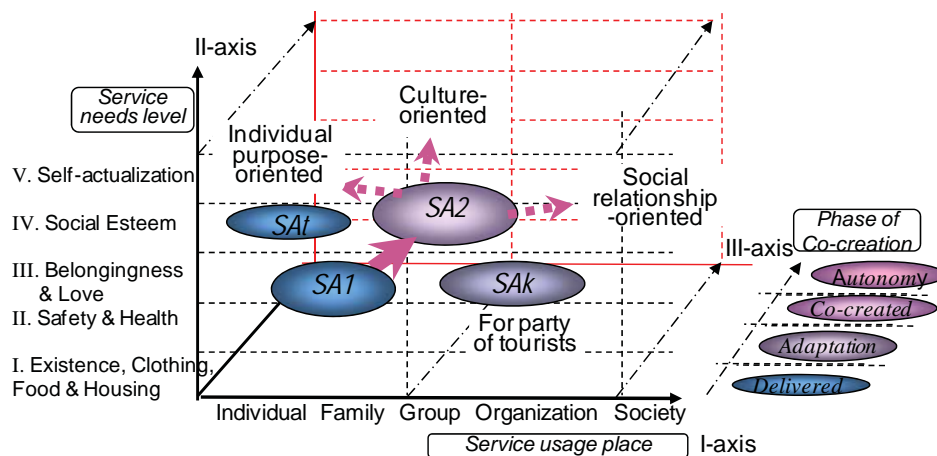 II-axis
Service
needs level
Culture-
oriented
Individual
purpose-
oriented
V. Self-actualization
Social
relationship
-oriented
IV. Social Esteem
SAt
SA2
Phase of
Co-creation
III-axis
III. Belongingness
& Love
SA1
SAk
Autonomy
II. Safety & Health
For party
of tourists
Co-created
Adaptation
I. Existence, Clothing,
Food & Housing
Delivered
Individual Family Group Organization Society
Service usage place
I-axis